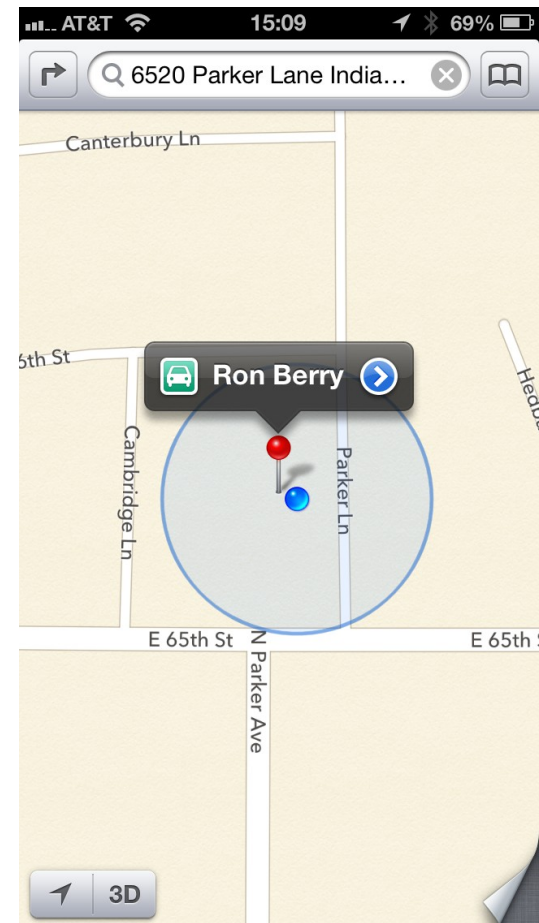 AT&T 15:09 69%
6520 Parker Lane India…
Canterbury Ln
Ron Berry
6th St
Cambridge Ln
Parker Ln
E 65th St
E 65th
N Parker Ave
3D